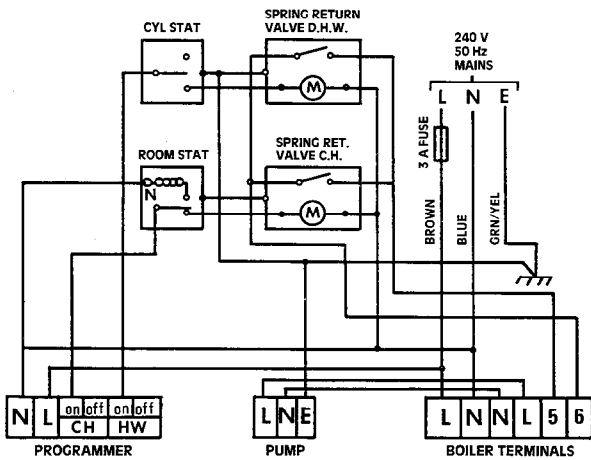 CYL STAT
SPRING RETURN
VALVE D.H.W.
M
240 V
50 Hz
MAINS
L N E
3 A FUSE
BROWN
BLUE
GRN/YEL
ROOM STAT
N
SPRING RET.
VALVE C.H.
M
N L on off on off
CH HW
PROGRAMMER
L N E
PUMP
L N N L 5 6
BOILER TERMINALS